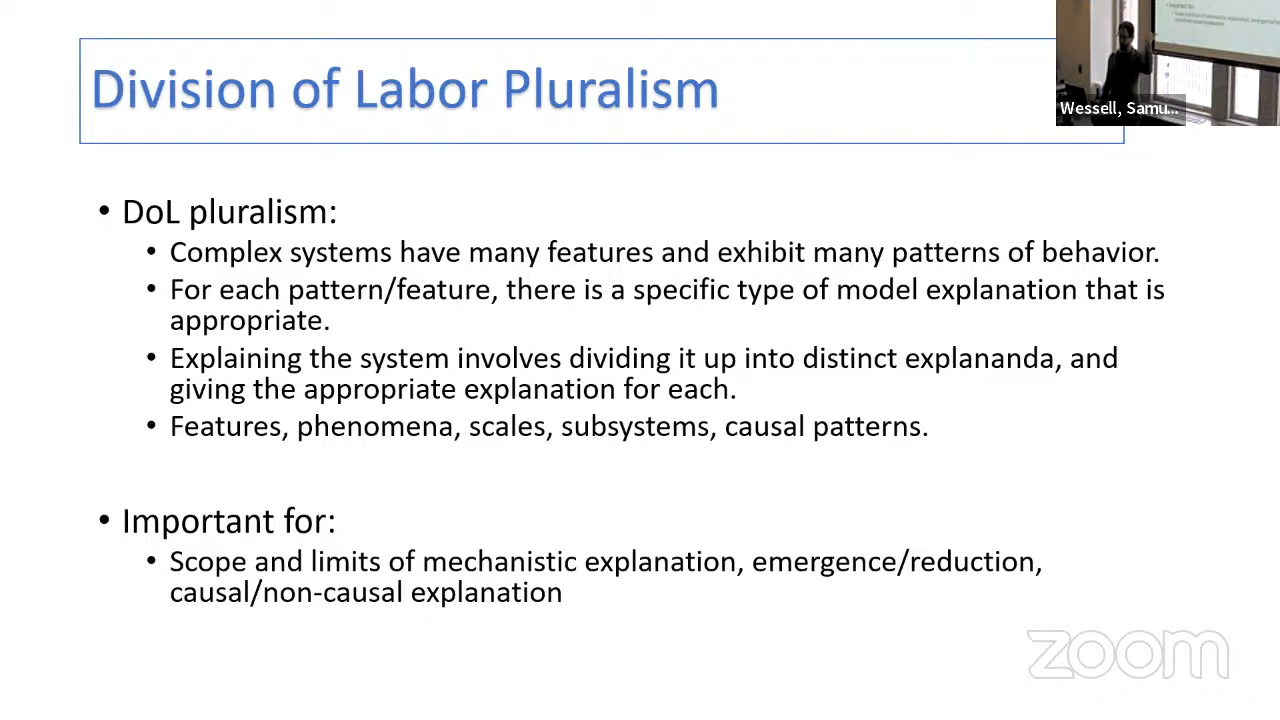 Division of Labor Pluralism
Wessell, Samu...
• DoL pluralism:
• Complex systems have many features and exhibit many patterns of behavior.
• For each pattern/feature, there is a specific type of model explanation that is
appropriate.
• Explaining the system involves dividing it up into distinct explananda, and
giving the appropriate explanation for each.
• Features, phenomena, scales, subsystems, causal patterns.
• Important for:
• Scope and limits of mechanistic explanation, emergence/reduction,
causal/non-causal explanation
zoom